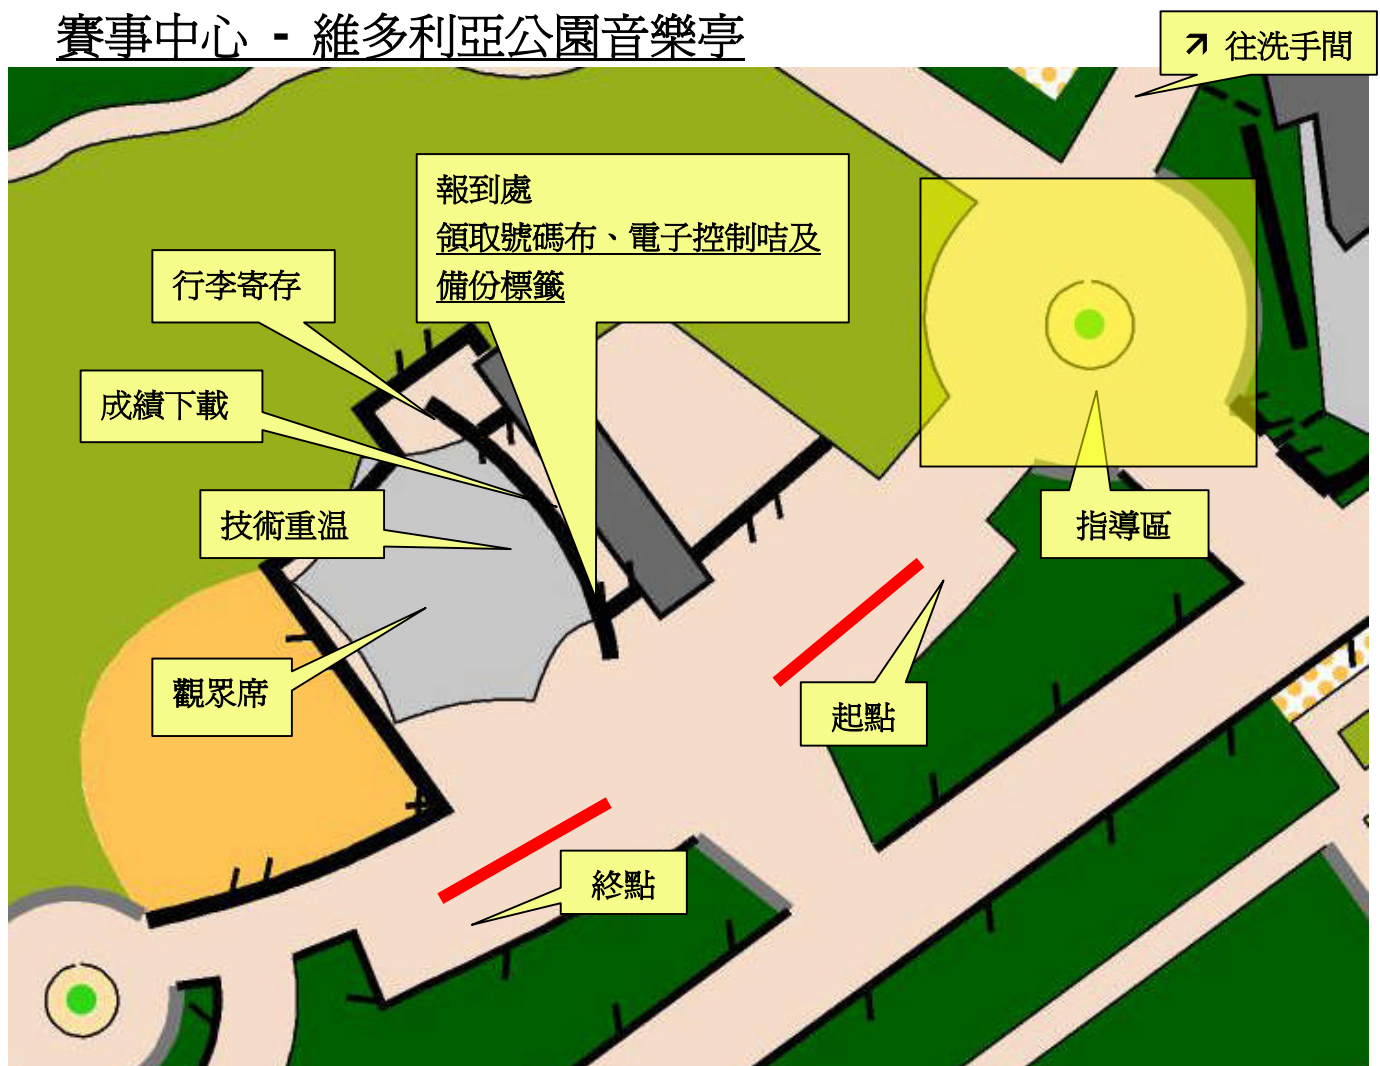 賽事中心 - 維多利亞公園音樂亭
↗ 往洗手間
報到處
領取號碼布、電子控制咭及
備份標籤
行李寄存
成績下載
技術重温
指導區
觀眾席
起點
終點